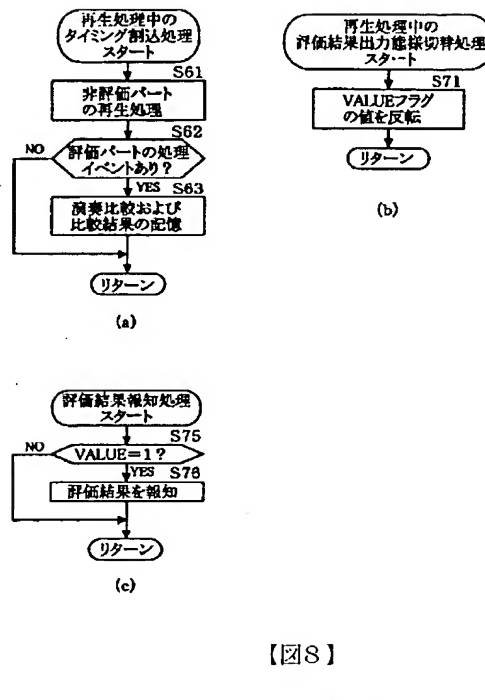 再生処理中の
タイミング割込処理
スタート
S61
非評価パート
の再生処理
S62
NO
評価パートの処理
イベントあり?
YES S63
演奏比較および
比較結果の記憶
リターン
(a)
再生処理中の
評価結果出力態様切替処理
スタート
S71
VALUEフラグ
の値を反転
リターン
(b)
評価結果報知処理
スタート
S75
NO
VALUE=1?
YES S76
評価結果を報知
リターン
(c)
【図8】